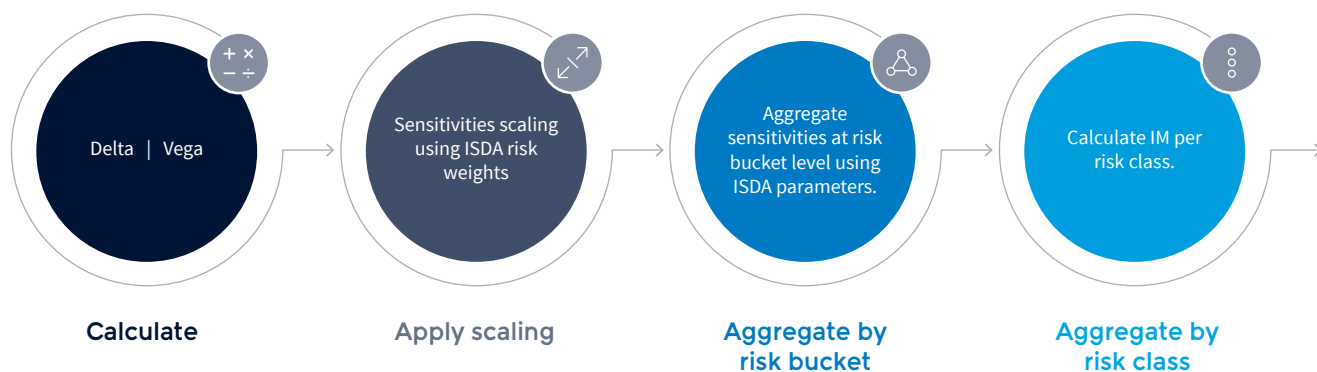 Delta | Vega
Calculate
Sensitivities scaling
using ISDA risk
weights
Apply scaling
Aggregate
sensitivities at risk
bucket level using
ISDA parameters.
Aggregate by
risk bucket
Calculate IM per
risk class.
Aggregate by
risk class